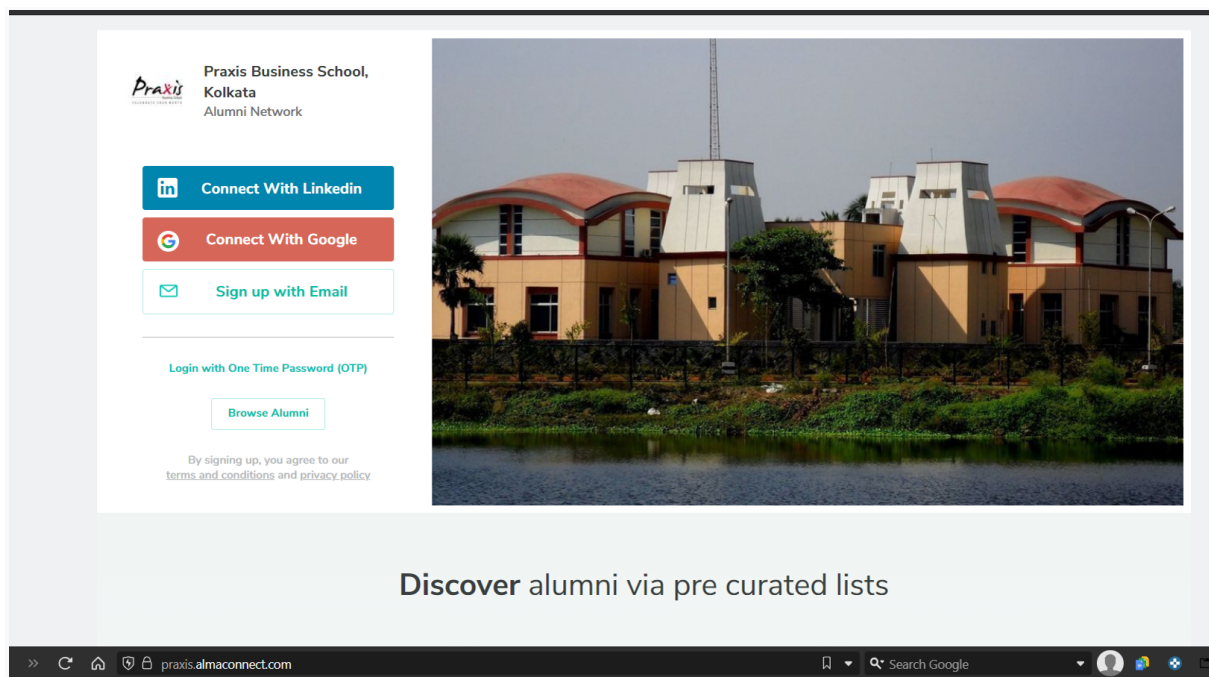 Praxis
Praxis Business School,
Kolkata
Alumni Network
Connect With Linkedin
Connect With Google
Sign up with Email
Login with One Time Password (OTP)
Browse Alumni
By signing up, you agree to our
terms and conditions and privacy policy
Discover alumni via pre curated lists
praxis.almaconnect.com
Search Google